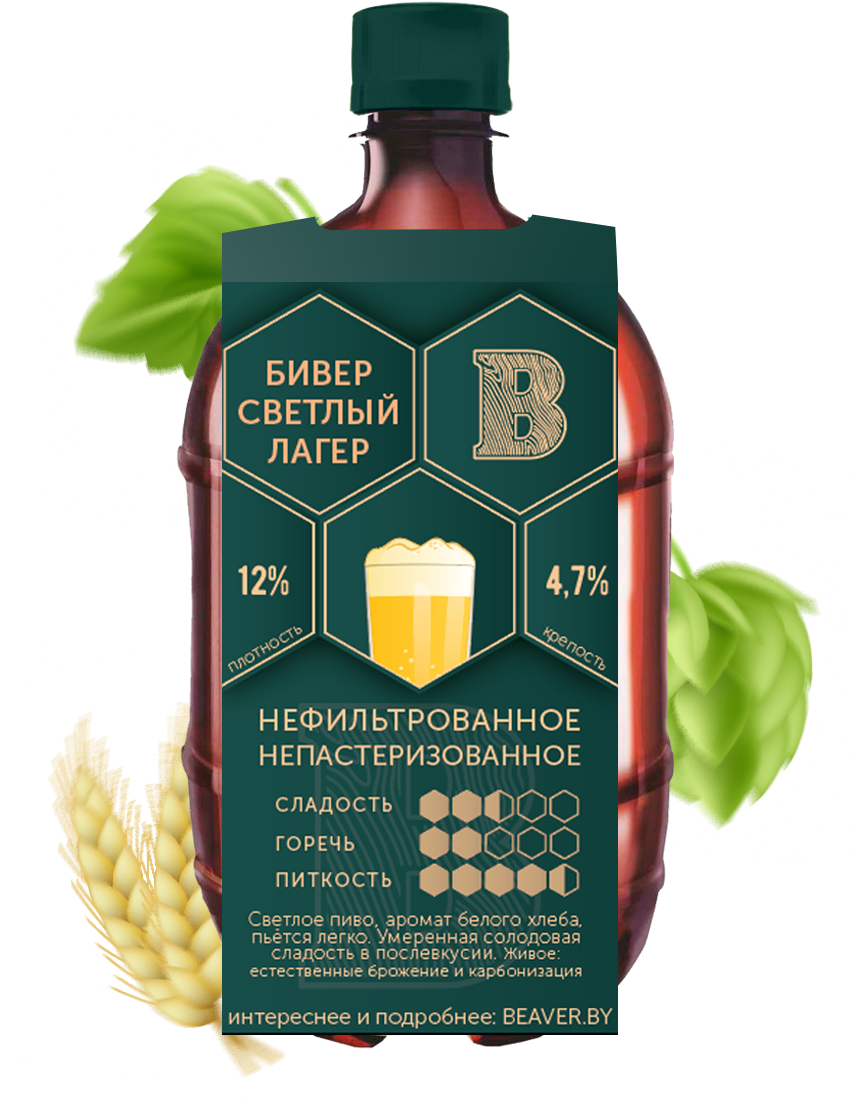 БИВЕР
СВЕТЛЫЙ
ЛАГЕР
B
12%
плотность
4,7%
крепость
НЕФИЛЬТРОВАННОЕ
НЕПАСТЕРИЗОВАННОЕ
СЛАДОСТЬ
ГОРЕЧЬ
ПИТКОСТЬ
Светлое пиво, аромат белого хлеба,
пьётся легко. Умеренная солодовая
сладость в послевкусии. Живое:
естественные брожение и карбонизация
интереснее и подробнее: BEAVER.BY